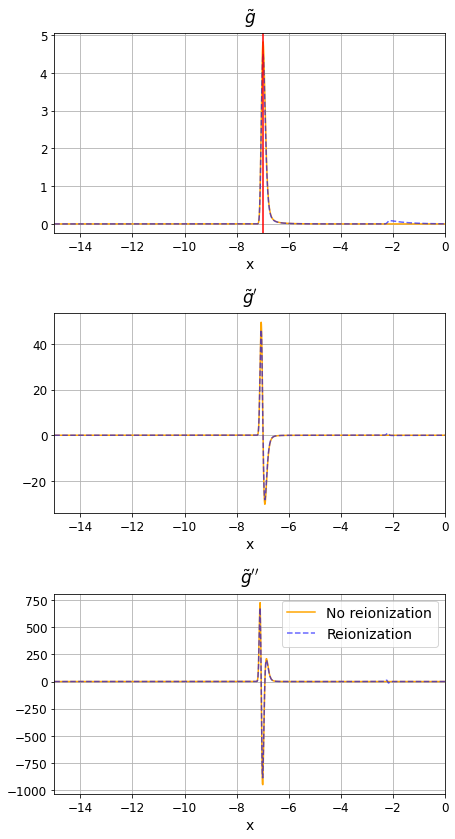 g̃
5
4
3
2
1
0
−14 −12 −10 −8 −6 −4 −2 0
x
g̃′
40
20
0
−20
−14 −12 −10 −8 −6 −4 −2 0
x
g̃′′
No reionization
Reionization
750
500
250
0
−250
−500
−750
−1000
−14 −12 −10 −8 −6 −4 −2 0
x